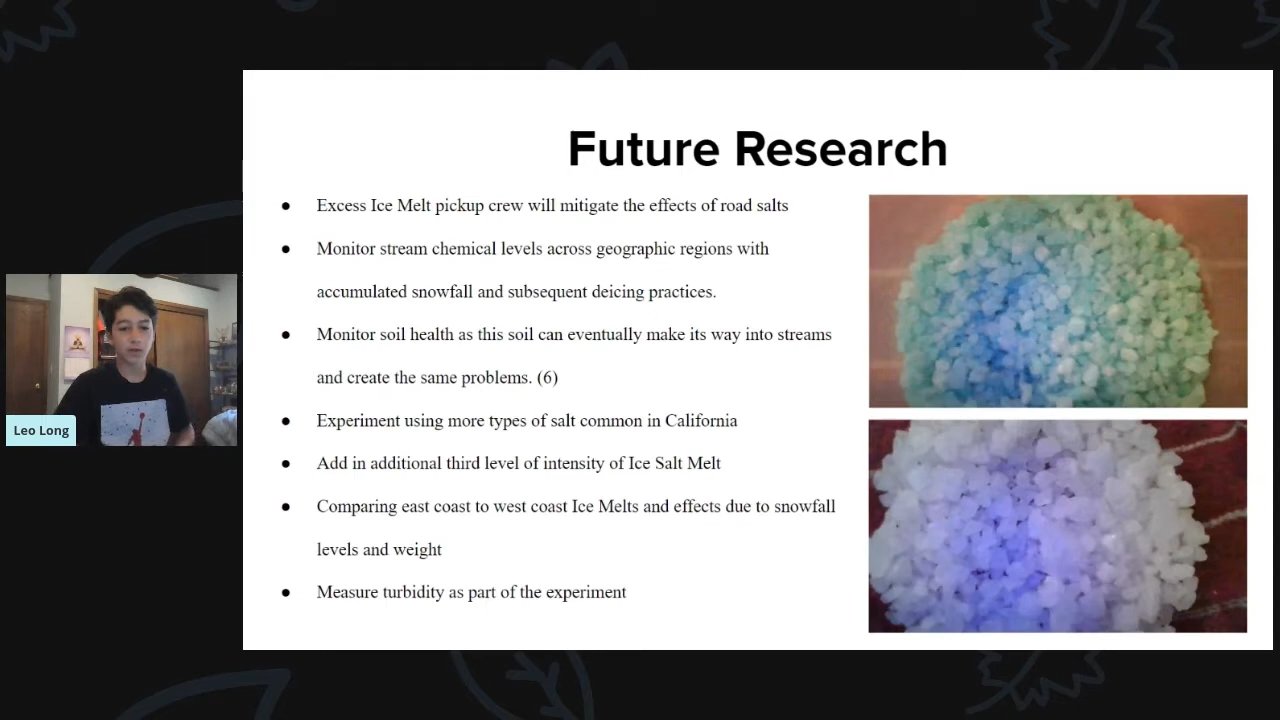 Future Research
● Excess Ice Melt pickup crew will mitigate the effects of road salts
● Monitor stream chemical levels across geographic regions with
accumulated snowfall and subsequent deicing practices.
● Monitor soil health as this soil can eventually make its way into streams
and create the same problems. (6)
● Experiment using more types of salt common in California
● Add in additional third level of intensity of Ice Salt Melt
● Comparing east coast to west coast Ice Melts and effects due to snowfall
levels and weight
● Measure turbidity as part of the experiment
Leo Long